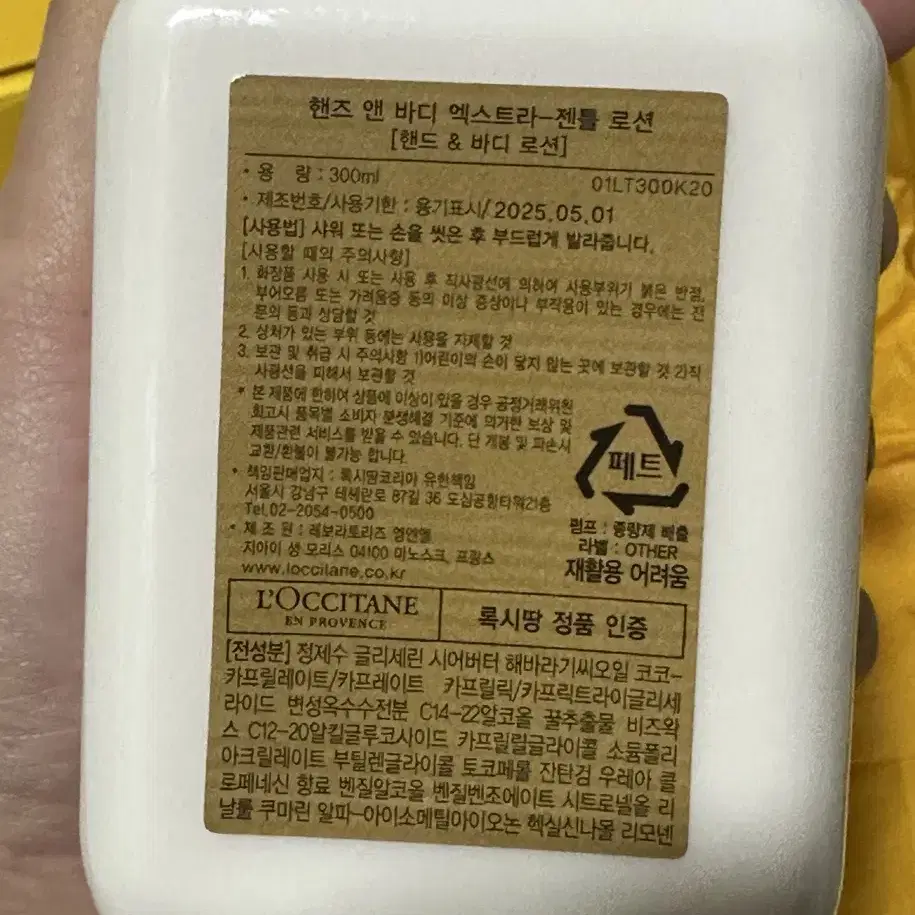 핸즈 앤 바디 엑스트라-젠틀 로션
[핸드 & 바디 로션]
• 용 량 : 300ml
01LT300K20
• 제조번호/사용기한 : 용기표시/ 2025.05.01
[사용법] 샤워 또는 손을 씻은 후 부드럽게 발라줍니다.
[사용할 때의 주의사항]
1. 화장품 사용 시 또는 사용 후 직사광선에 의하여 사용부위가 붉은 반점,
부어오름 또는 가려움증 등의 이상 증상이나 부작용이 있는 경우에는 전
문의 등과 상담할 것
2. 상처가 있는 부위 등에는 사용을 자제할 것
3. 보관 및 취급 시 주의사항 1)어린이의 손이 닿지 않는 곳에 보관할 것 2)직
사광선을 피해서 보관할 것
* 본 제품에 한하여 상품에 이상이 있을 경우 공정거래위원
회고시 품목별 소비자 분쟁해결 기준에 의거한 보상 및
제품관련 서비스를 받을 수 있습니다. 단 개봉 및 파손시
교환/환불이 불가능 합니다.
• 책임판매업자 : 록시땅코리아 유한책임
서울시 강남구 테헤란로 87길 36 도심공항타워21층
Tel.02-2054-0500
• 제 조 원 : 레보라토리즈 엠앤엘
지아이 생 모리스 04100 마노스크, 프랑스
www.loccitane.co.kr
페트
펌프 : 종량제 배출
라벨 : OTHER
재활용 어려움
L'OCCITANE
EN PROVENCE
록시땅 정품 인증
[전성분] 정제수 글리세린 시어버터 해바라기씨오일 코코-
카프릴레이트/카프레이트 카프릴릭/카프릭트라이글리세
라이드 변성옥수수전분 C14-22알코올 꿀추출물 비즈왁
스 C12-20알킬글루코사이드 카프릴릴글라이콜 소듐폴리
아크릴레이트 부틸렌글라이콜 토코페롤 잔탄검 우레아 클
로페네신 향료 벤질알코올 벤질벤조에이트 시트로넬올 리
날룰 쿠마린 알파-아이소메틸아이오논 헥실신나몰 리모넨